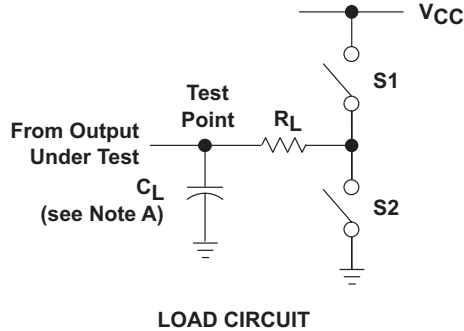 VCC
S1
Test
Point
RL
From Output
Under Test
CL
(see Note A)
S2
LOAD CIRCUIT